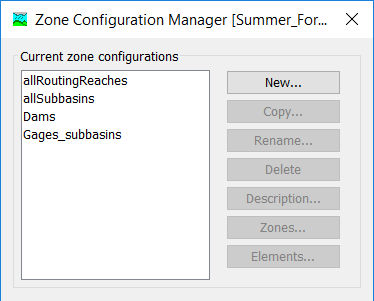 Zone Configuration Manager [Summer_For...
Current zone configurations
allRoutingReaches
allSubbasins
Dams
Gages_subbasins
New...
Copy...
Rename...
Delete
Description...
Zones...
Elements...